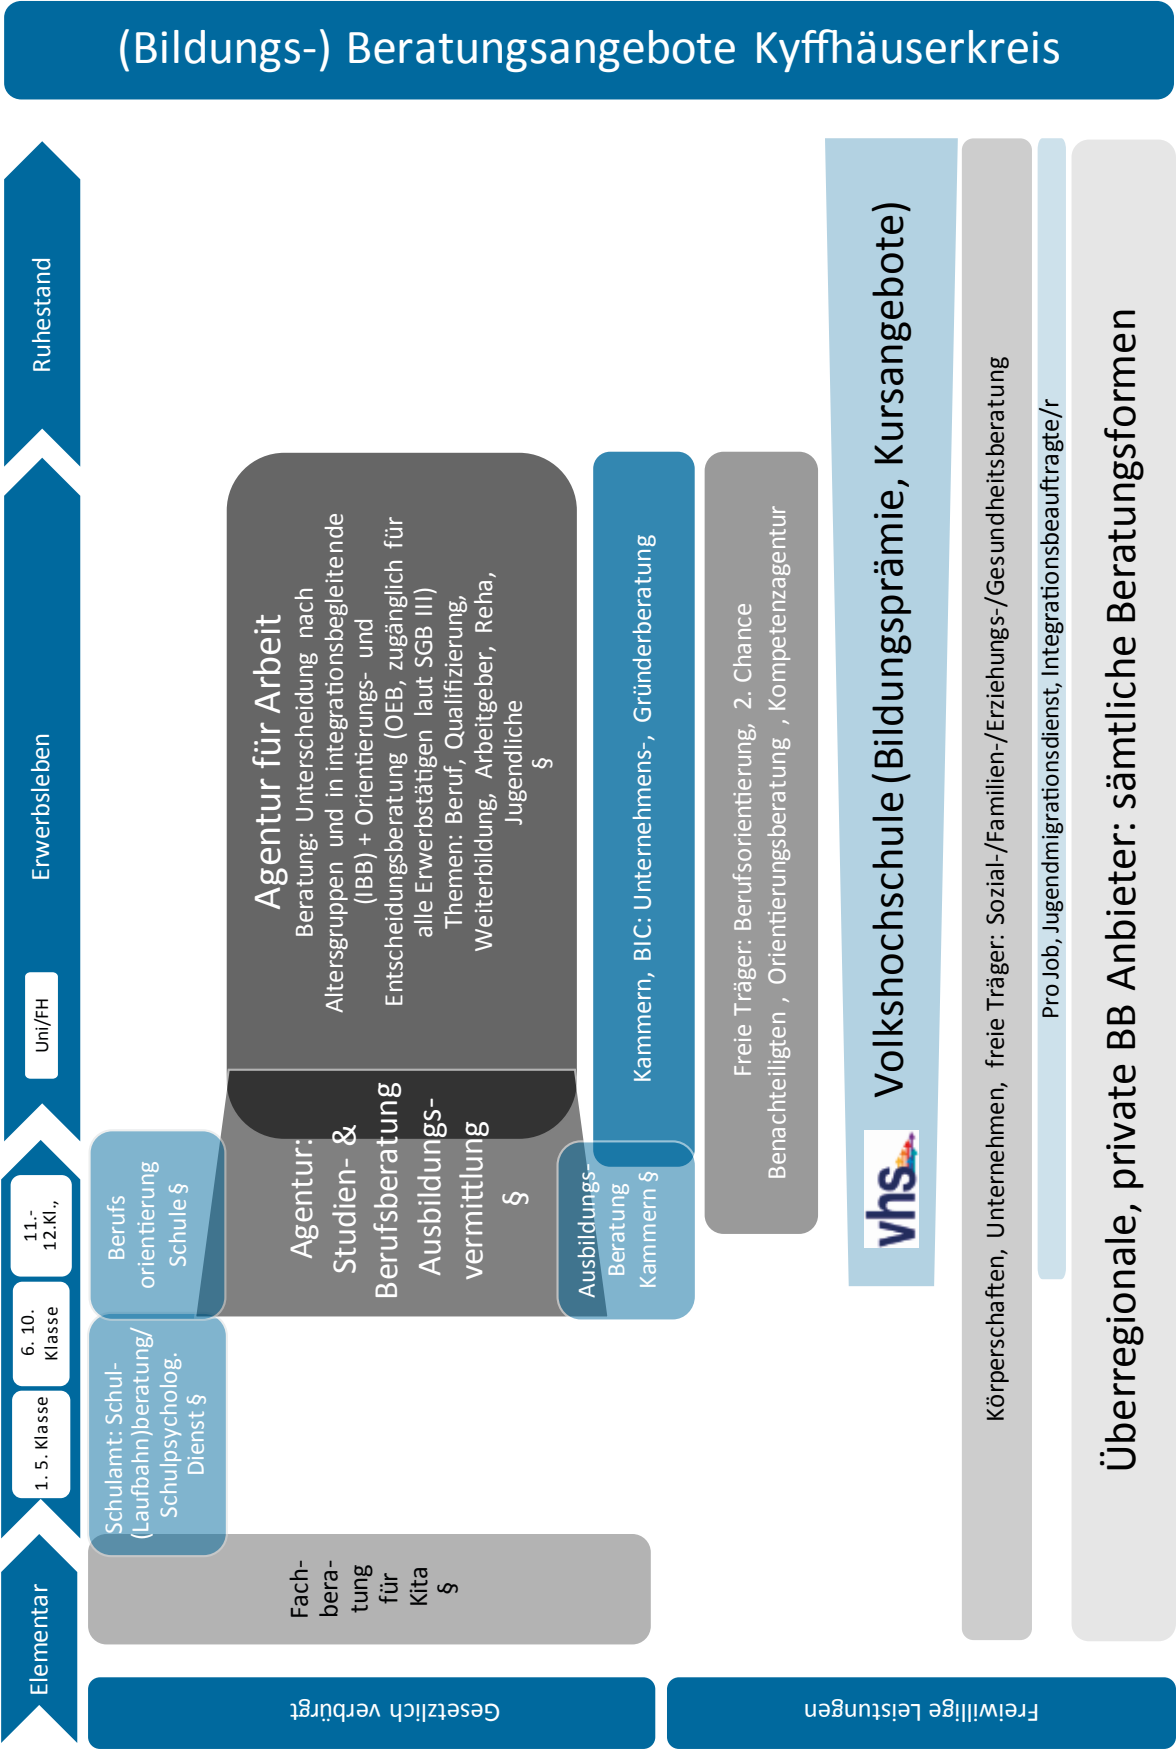 (Bildungs-) Beratungsangebote Kyffhäuserkreis
Elementar
1. 5. Klasse
6. 10.
Klasse
11.-
12.Kl.,
Uni/FH
Erwerbsleben
Ruhestand
Gesetzlich verbürgt
Fach-
bera-
tung
für
Kita
§
Schulamt: Schul-
(Laufbahn)beratung/
Schulpsycholog.
Dienst §
Berufs
orientierung
Schule §
Agentur:
Studien- &
Berufsberatung
Ausbildungs-
vermittlung
§
Agentur für Arbeit
Beratung: Unterscheidung nach
Altersgruppen und in integrationsbegleitende
(IBB) + Orientierungs- und
Entscheidungsberatung (OEB, zugänglich für
alle Erwerbstätigen laut SGB III)
Themen: Beruf, Qualifizierung,
Weiterbildung, Arbeitgeber, Reha,
Jugendliche
§
Ausbildungs-
Beratung
Kammern §
Kammern, BIC: Unternehmens-, Gründerberatung
Freiwillige Leistungen
Freie Träger: Berufsorientierung, 2. Chance
Benachteiligten , Orientierungsberatung , Kompetenzagentur
vhs
Volkshochschule (Bildungsprämie, Kursangebote)
Körperschaften, Unternehmen, freie Träger: Sozial-/Familien-/Erziehungs-/Gesundheitsberatung
Pro Job, Jugendmigrationsdienst, Integrationsbeauftragte/r
Überregionale, private BB Anbieter: sämtliche Beratungsformen